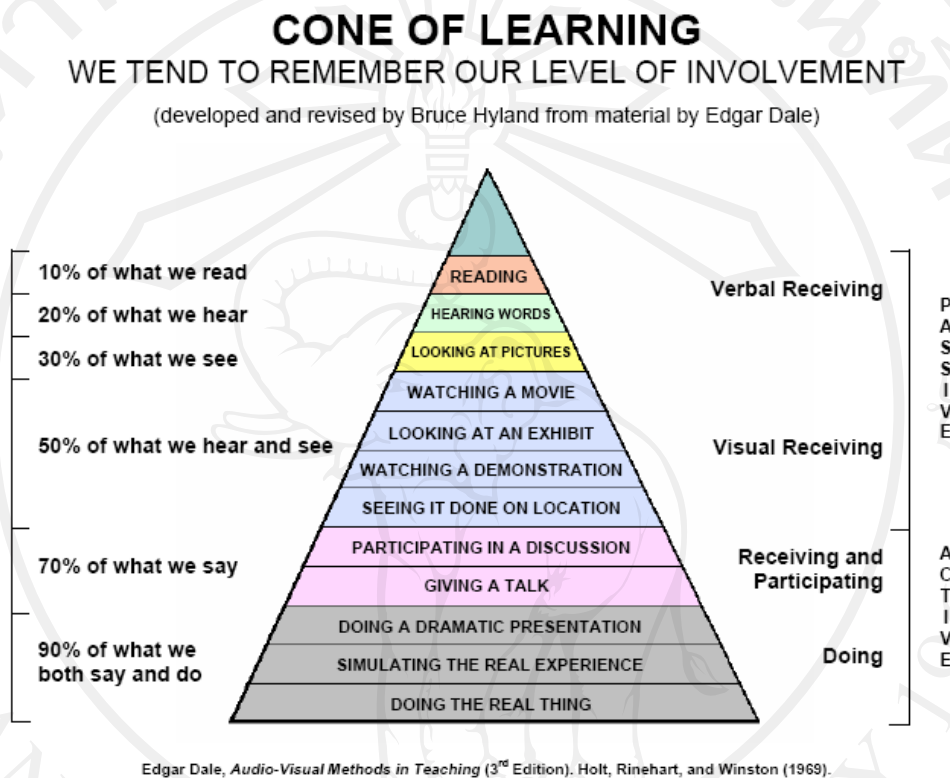 CONE OF LEARNING
WE TEND TO REMEMBER OUR LEVEL OF INVOLVEMENT
(developed and revised by Bruce Hyland from material by Edgar Dale)
10% of what we read
READING
Verbal Receiving
20% of what we hear
HEARING WORDS
30% of what we see
LOOKING AT PICTURES
WATCHING A MOVIE
50% of what we hear and see
LOOKING AT AN EXHIBIT
Visual Receiving
WATCHING A DEMONSTRATION
SEEING IT DONE ON LOCATION
70% of what we say
PARTICIPATING IN A DISCUSSION
GIVING A TALK
Receiving and
Participating
90% of what we
both say and do
DOING A DRAMATIC PRESENTATION
SIMULATING THE REAL EXPERIENCE
DOING THE REAL THING
Doing
P
A
S
S
I
V
E
A
C
T
I
V
E
Edgar Dale, Audio-Visual Methods in Teaching (3rd Edition). Holt, Rinehart, and Winston (1969).